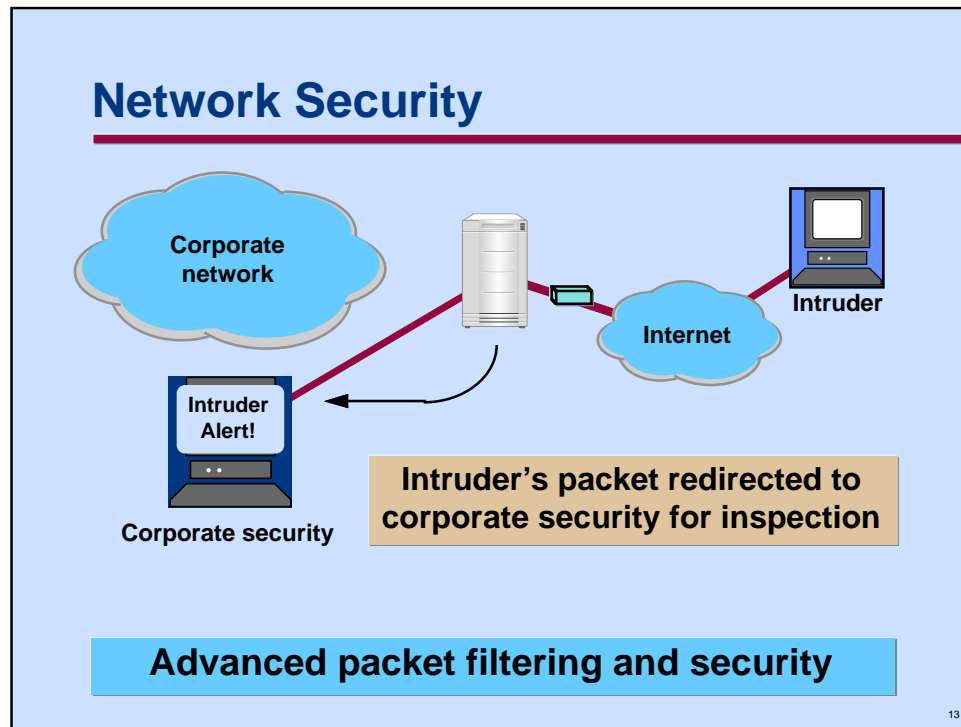 Network Security
Corporate
network
Intruder
Internet
Intruder
Alert!
Corporate security
Intruder’s packet redirected to
corporate security for inspection
Advanced packet filtering and security
13